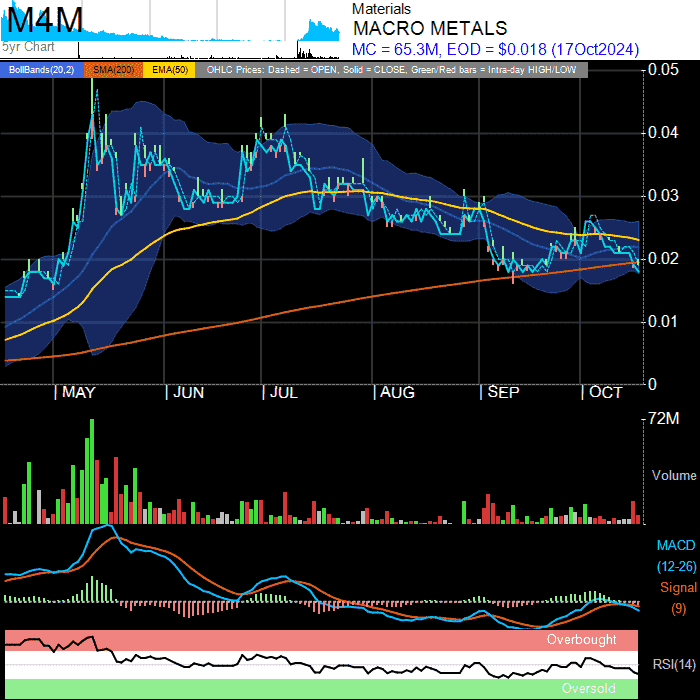 M4M
5yr Chart
Materials
MACRO METALS
MC = 65.3M, EOD = $0.018 (17Oct2024)
BollBands(20,2) SMA(200) EMA(50) OHLC Prices: Dashed = OPEN, Solid = CLOSE, Green/Red bars = Intra-day HIGH/LOW
0.05
0.04
0.03
0.02
0.01
0
| MAY | JUN | JUL | AUG | SEP | OCT
72M
Volume
MACD
(12-26)
Signal
(9)
Overbought
RSI(14)
Oversold